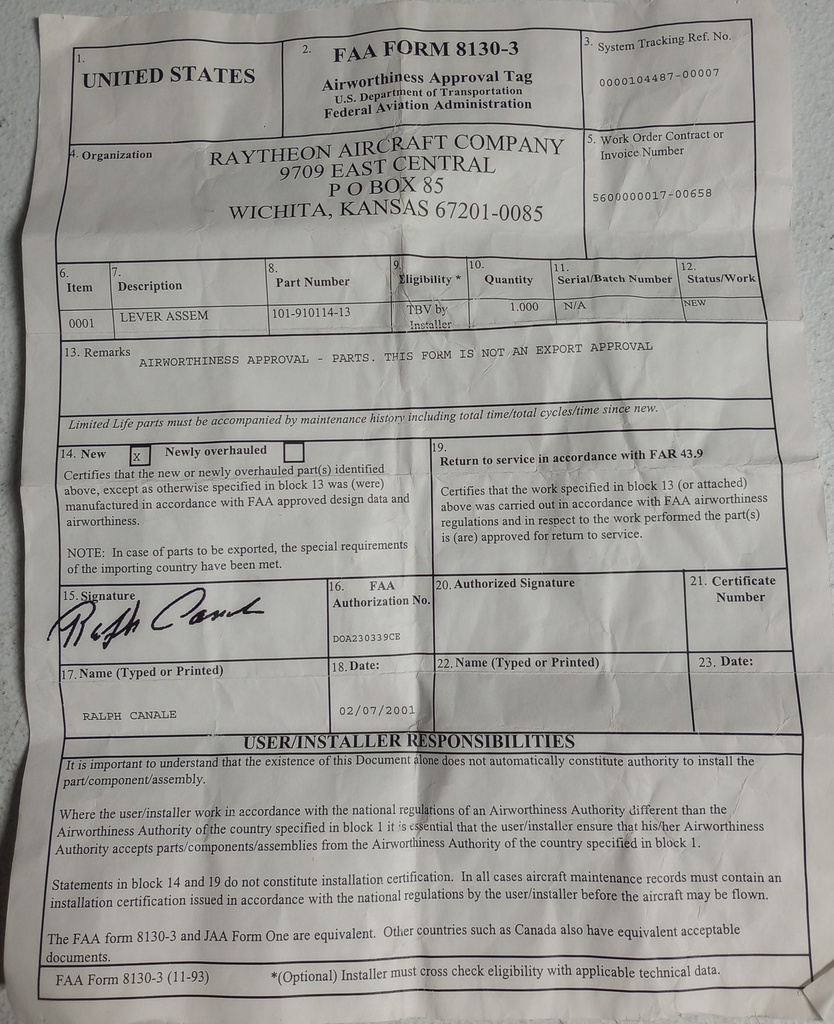 1.
UNITED STATES
2.
FAA FORM 8130-3
Airworthiness Approval Tag
U.S. Department of Transportation
Federal Aviation Administration
3. System Tracking Ref. No.
0000104487-00007
4. Organization
RAYTHEON AIRCRAFT COMPANY
9709 EAST CENTRAL
P O BOX 85
WICHITA, KANSAS 67201-0085
5. Work Order Contract or
Invoice Number
5600000017-00658
6.
Item
7.
Description
8.
Part Number
9.
Eligibility *
10.
Quantity
11.
Serial/Batch Number
12.
Status/Work
0001
LEVER ASSEM
101-910114-13
TBV by
Installer
1.000
N/A
NEW
13. Remarks
AIRWORTHINESS APPROVAL - PARTS. THIS FORM IS NOT AN EXPORT APPROVAL
Limited Life parts must be accompanied by maintenance history including total time/total cycles/time since new.
14. New X Newly overhauled
Certifies that the new or newly overhauled part(s) identified
above, except as otherwise specified in block 13 was (were)
manufactured in accordance with FAA approved design data and
airworthiness.
NOTE: In case of parts to be exported, the special requirements
of the importing country have been met.
19.
Return to service in accordance with FAR 43.9
Certifies that the work specified in block 13 (or attached)
above was carried out in accordance with FAA airworthiness
regulations and in respect to the work performed the part(s)
is (are) approved for return to service.
15. Signature
Ralph Canale
16. FAA
Authorization No.
DOA230339CE
20. Authorized Signature
21. Certificate
Number
17. Name (Typed or Printed)
RALPH CANALE
18. Date:
02/07/2001
22. Name (Typed or Printed)
23. Date:
USER/INSTALLER RESPONSIBILITIES
It is important to understand that the existence of this Document alone does not automatically constitute authority to install the
part/component/assembly.
Where the user/installer work in accordance with the national regulations of an Airworthiness Authority different than the
Airworthiness Authority of the country specified in block 1 it is essential that the user/installer ensure that his/her Airworthiness
Authority accepts parts/components/assemblies from the Airworthiness Authority of the country specified in block 1.
Statements in block 14 and 19 do not constitute installation certification. In all cases aircraft maintenance records must contain an
installation certification issued in accordance with the national regulations by the user/installer before the aircraft may be flown.
The FAA form 8130-3 and JAA Form One are equivalent. Other countries such as Canada also have equivalent acceptable
documents.
FAA Form 8130-3 (11-93)
*(Optional) Installer must cross check eligibility with applicable technical data.